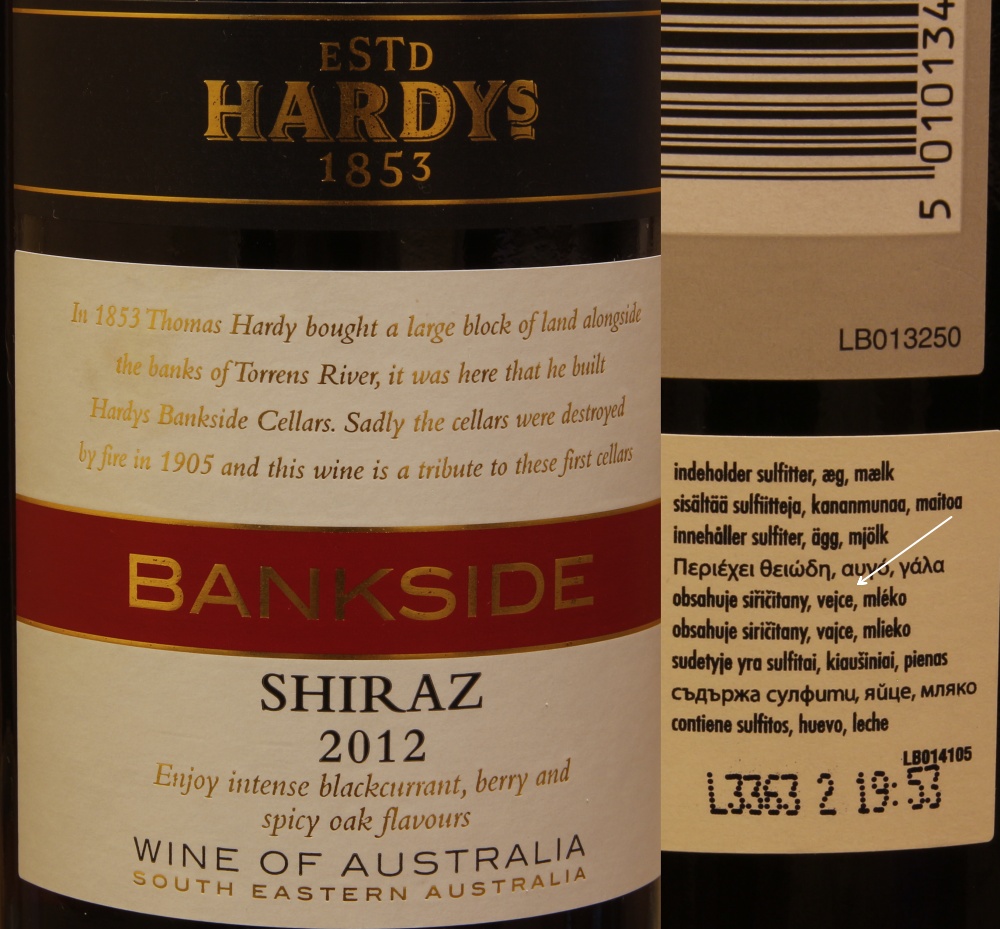 ESTD
HARDYS
1853
In 1853 Thomas Hardy bought a large block of land alongside
the banks of Torrens River, it was here that he built
Hardys Bankside Cellars. Sadly the cellars were destroyed
by fire in 1905 and this wine is a tribute to these first cellars
BANKSIDE
SHIRAZ
2012
Enjoy intense blackcurrant, berry and
spicy oak flavours
WINE OF AUSTRALIA
SOUTH EASTERN AUSTRALIA
5 010134
LB013250
indeholder sulfitter, æg, mælk
sisältää sulfiitteja, kananmunaa, maitoa
innehåller sulfiter, ägg, mjölk
Περιέχει θειώδη, αυγό, γάλα
obsahuje siřičitany, vejce, mléko
obsahuje siričitany, vajce, mlieko
sudetyje yra sulfitai, kiaušiniai, pienas
съдържа сулфити, яйце, мляко
contiene sulfitos, huevo, leche
LB014105
L3363 2 19:53